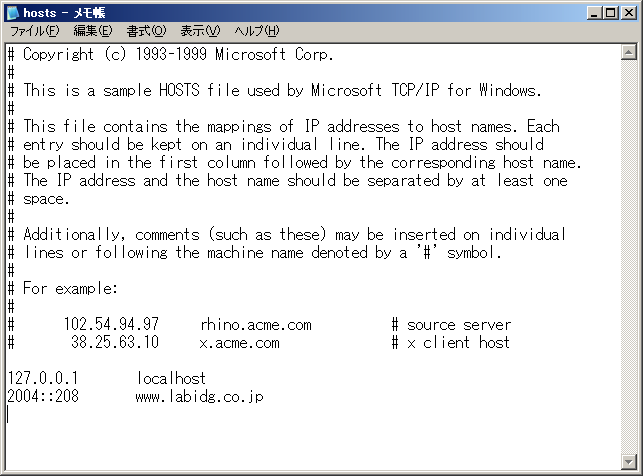 hosts - メモ帳
ファイル(F) 編集(E) 書式(O) 表示(V) ヘルプ(H)
# Copyright (c) 1993-1999 Microsoft Corp.
#
# This is a sample HOSTS file used by Microsoft TCP/IP for Windows.
#
# This file contains the mappings of IP addresses to host names. Each
# entry should be kept on an individual line. The IP address should
# be placed in the first column followed by the corresponding host name.
# The IP address and the host name should be separated by at least one
# space.
#
# Additionally, comments (such as these) may be inserted on individual
# lines or following the machine name denoted by a '#' symbol.
#
# For example:
#
#      102.54.94.97     rhino.acme.com          # source server
#       38.25.63.10     x.acme.com              # x client host
127.0.0.1       localhost
2004::208       www.labidg.co.jp